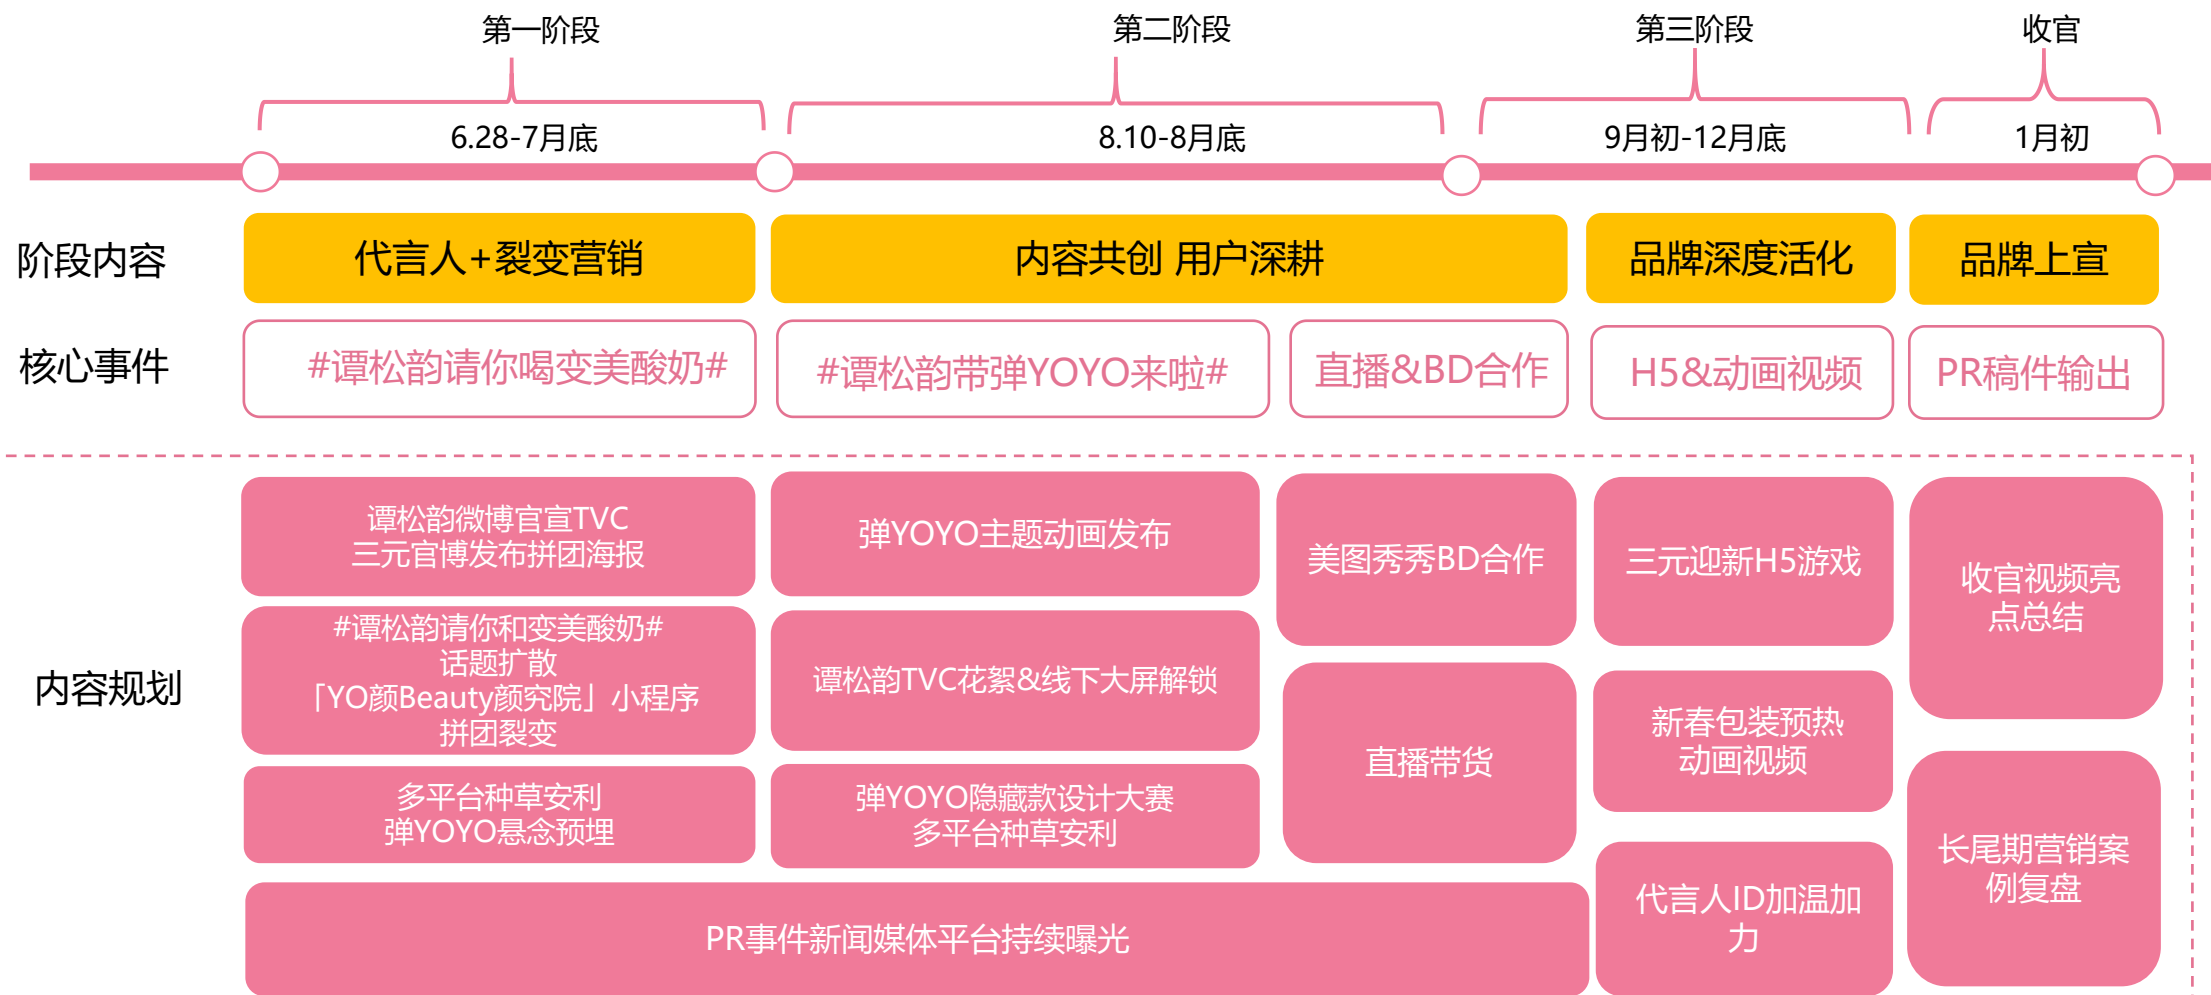 第一阶段
第二阶段
第三阶段
收官
6.28-7月底
8.10-8月底
9月初-12月底
1月初
阶段内容
代言人+裂变营销
内容共创 用户深耕
品牌深度活化
品牌上宣
核心事件
#谭松韵请你喝变美酸奶#
#谭松韵带弹YOYO来啦#
直播&BD合作
H5&动画视频
PR稿件输出
内容规划
谭松韵微博官宣TVC
三元官博发布拼团海报
#谭松韵请你和变美酸奶#
话题扩散
「YO颜Beauty颜究院」小程序
拼团裂变
多平台种草安利
弹YOYO悬念预埋
弹YOYO主题动画发布
谭松韵TVC花絮&线下大屏解锁
弹YOYO隐藏款设计大赛
多平台种草安利
美图秀秀BD合作
直播带货
PR事件新闻媒体平台持续曝光
三元迎新H5游戏
新春包装预热
动画视频
代言人ID加温加
力
收官视频亮
点总结
长尾期营销案
例复盘